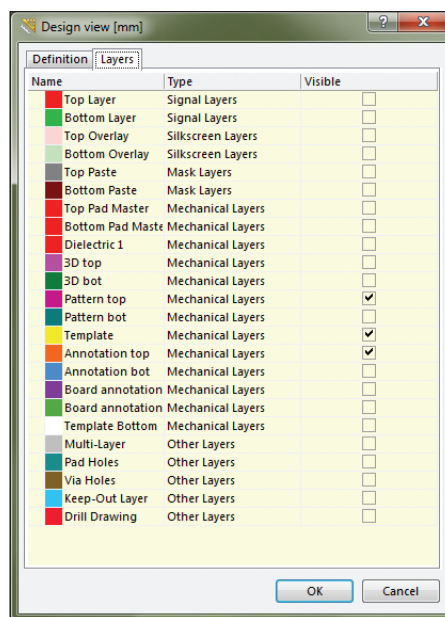 Design view [mm]
Definition Layers
Name Type Visible
Top Layer Signal Layers
Bottom Layer Signal Layers
Top Overlay Silkscreen Layers
Bottom Overlay Silkscreen Layers
Top Paste Mask Layers
Bottom Paste Mask Layers
Top Pad Master Mechanical Layers
Bottom Pad Maste Mechanical Layers
Dielectric 1 Mechanical Layers
3D top Mechanical Layers
3D bot Mechanical Layers
Pattern top Mechanical Layers
Pattern bot Mechanical Layers
Template Mechanical Layers
Annotation top Mechanical Layers
Annotation bot Mechanical Layers
Board annotation Mechanical Layers
Board annotation Mechanical Layers
Template Bottom Mechanical Layers
Multi-Layer Other Layers
Pad Holes Other Layers
Via Holes Other Layers
Keep-Out Layer Other Layers
Drill Drawing Other Layers
OK Cancel